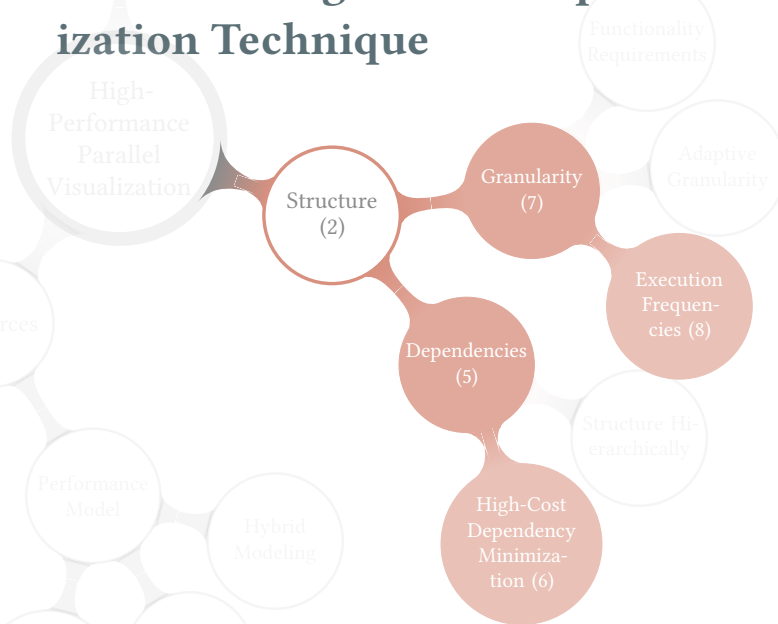 ization Technique
Functionality
Requirements
High-
Performance
Parallel
Visualization
Adaptive
Granularity
Granularity
(7)
Structure
(2)
Execution
Frequen-
cies (8)
rces
Dependencies
(5)
Structure Hi-
erarchically
Performance
Model
High-Cost
Dependency
Minimiza-
tion (6)
Hybrid
Modeling